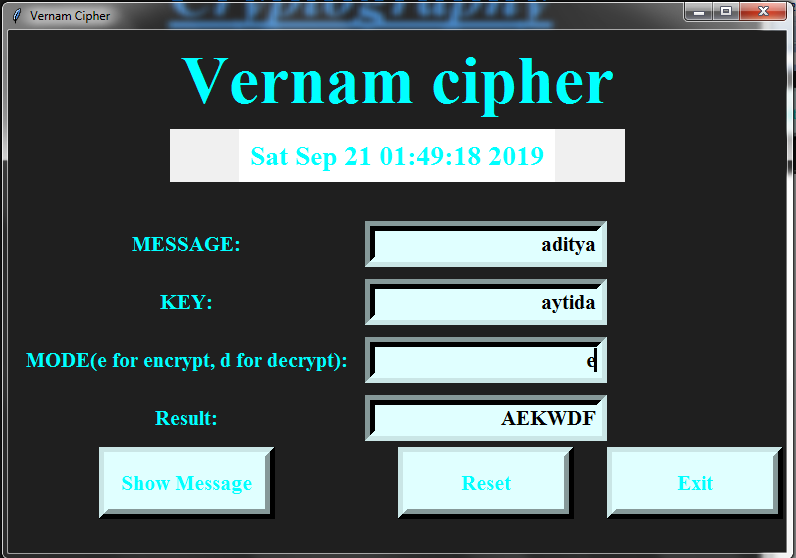 Cryptography
Vernam Cipher
Vernam cipher
Sat Sep 21 01:49:18 2019
MESSAGE: aditya
KEY: aytida
MODE(e for encrypt, d for decrypt): e
Result: AEKWDF
Show Message Reset Exit